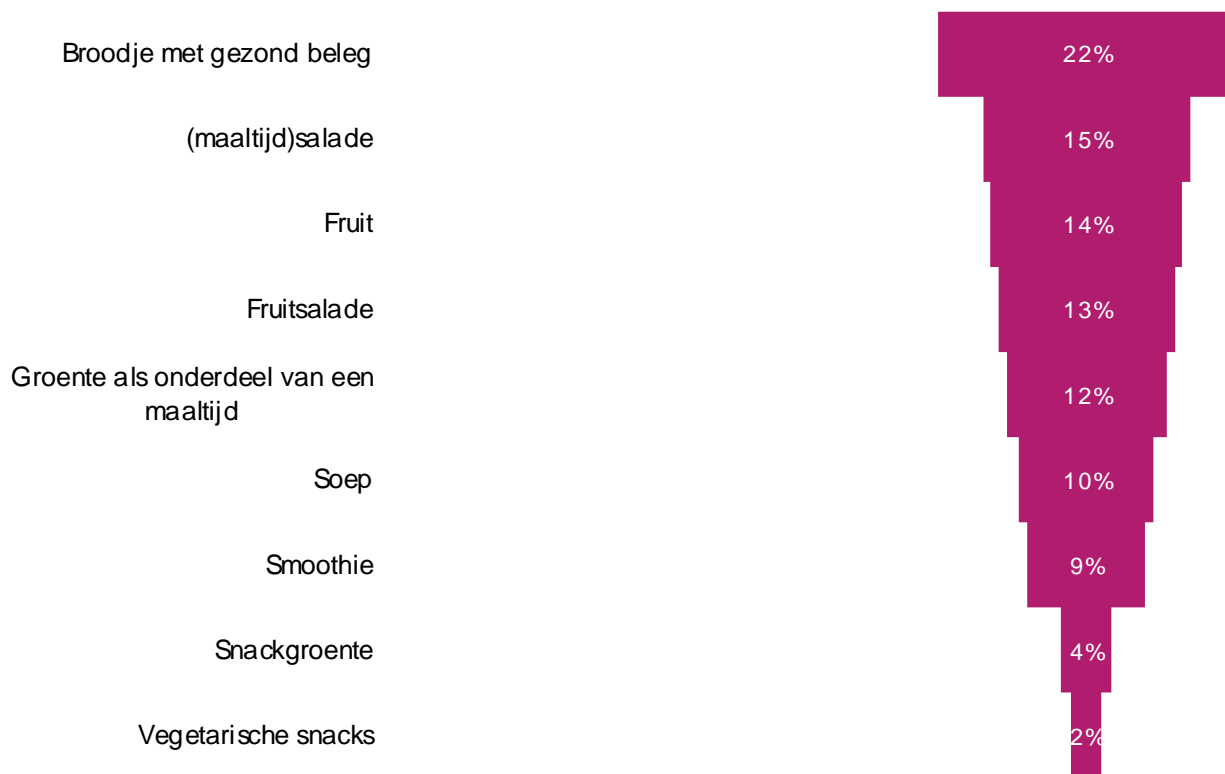 Broodje met gezond beleg 22%
(maaltijd)salade 15%
Fruit 14%
Fruitsalade 13%
Groente als onderdeel van een
maaltijd 12%
Soep 10%
Smoothie 9%
Snackgroente 4%
Vegetarische snacks 2%